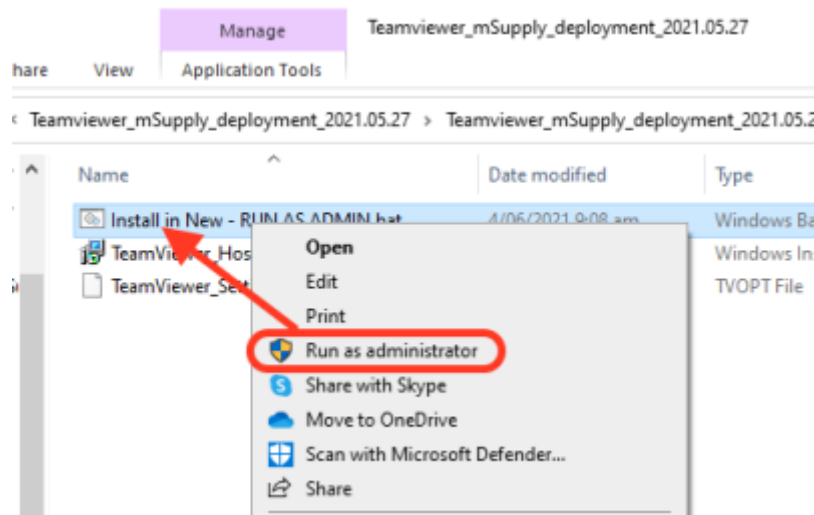 Manage
Teamviewer_mSupply_deployment_2021.05.27
hare View Application Tools
Teamviewer_mSupply_deployment_2021.05.27 > Teamviewer_mSupply_deployment_2021.05.2
Name Date modified Type
Install in New - RUN AS ADMIN.bat 4/06/2021 9:08 am Windows Ba
TeamViewer_Hos Windows In
TeamViewer_Sett TVOPT File
Open
Edit
Print
Run as administrator
Share with Skype
Move to OneDrive
Scan with Microsoft Defender...
Share